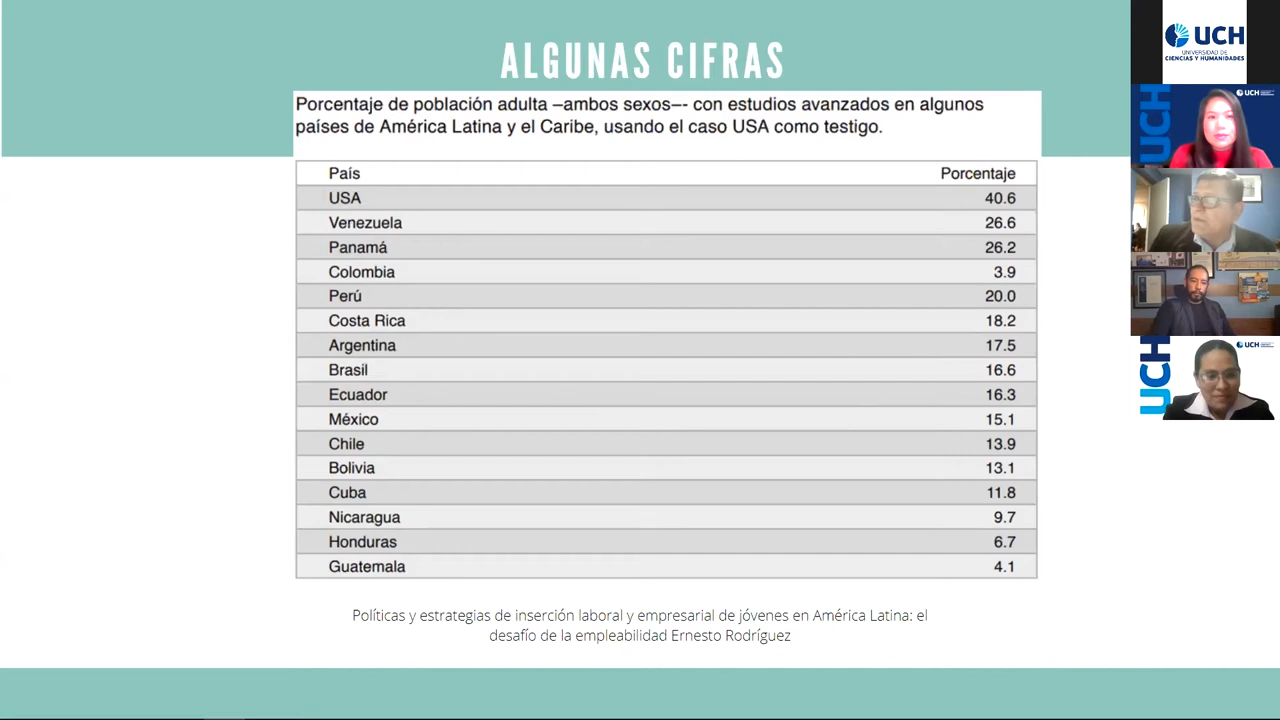 ALGUNAS CIFRAS
Porcentaje de población adulta –ambos sexos–- con estudios avanzados en algunos
países de América Latina y el Caribe, usando el caso USA como testigo.
País Porcentaje
USA 40.6
Venezuela 26.6
Panamá 26.2
Colombia 3.9
Perú 20.0
Costa Rica 18.2
Argentina 17.5
Brasil 16.6
Ecuador 16.3
México 15.1
Chile 13.9
Bolivia 13.1
Cuba 11.8
Nicaragua 9.7
Honduras 6.7
Guatemala 4.1
Políticas y estrategias de inserción laboral y empresarial de jóvenes en América Latina: el
desafío de la empleabilidad Ernesto Rodríguez
UCH
UNIVERSIDAD DE
CIENCIAS Y HUMANIDADES
UCH
UCH
UCH
UCH